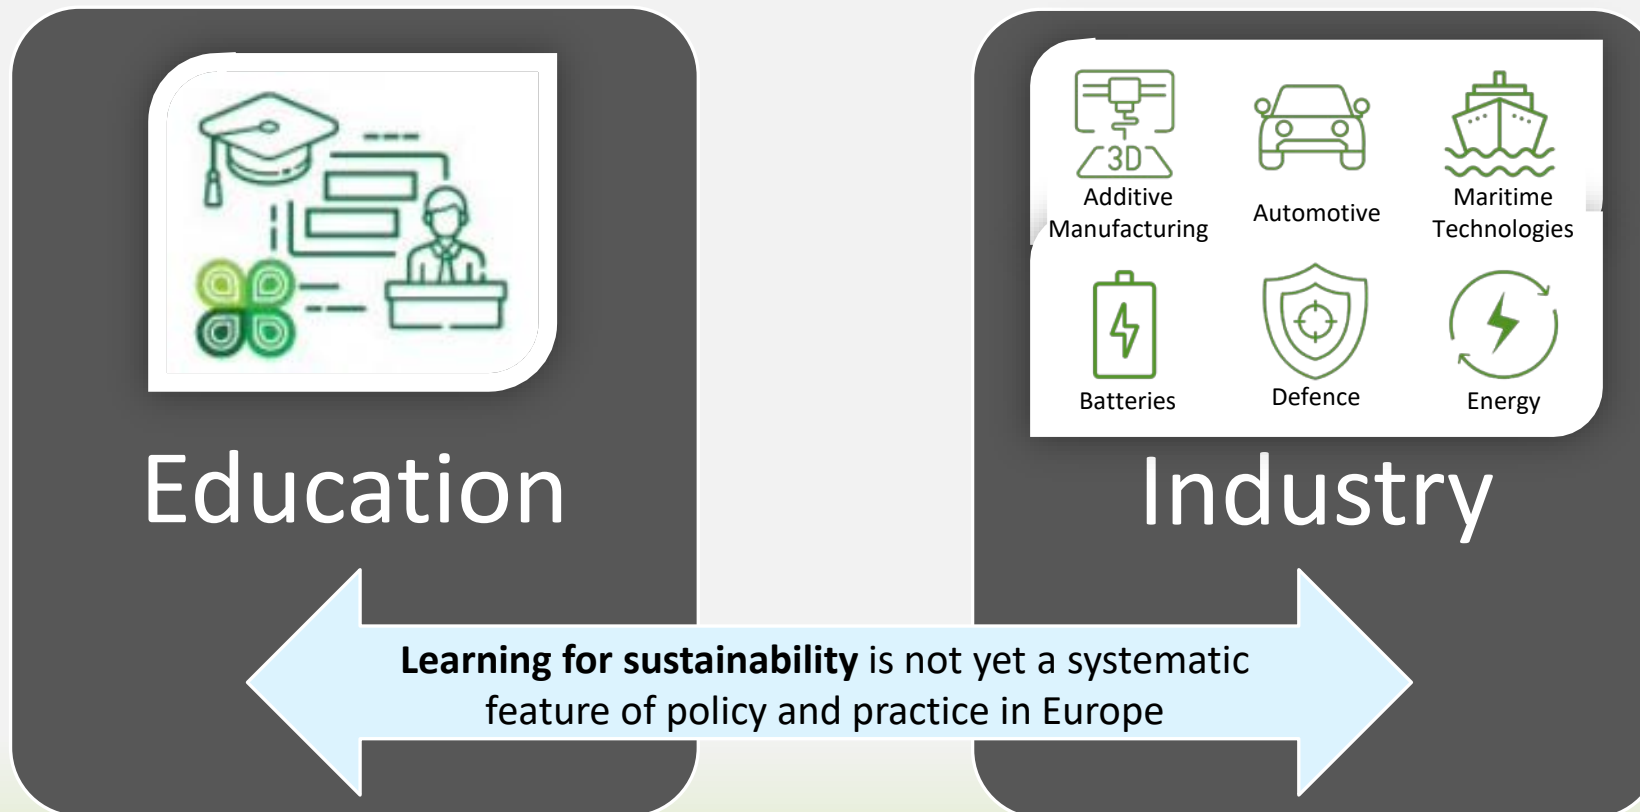 Education
3D
Additive
Manufacturing
Automotive
Maritime
Technologies
Batteries
Defence
Energy
Industry
Learning for sustainability is not yet a systematic
feature of policy and practice in Europe